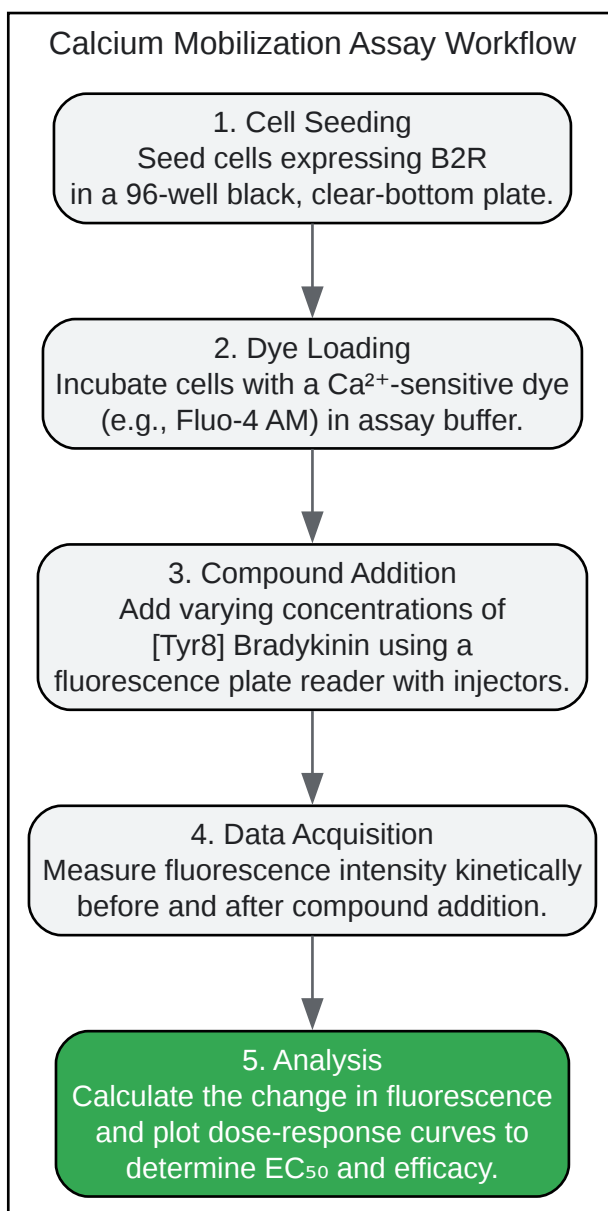 Calcium Mobilization Assay Workflow
1. Cell Seeding
Seed cells expressing B2R
in a 96-well black, clear-bottom plate.
2. Dye Loading
Incubate cells with a Ca²⁺-sensitive dye
(e.g., Fluo-4 AM) in assay buffer.
3. Compound Addition
Add varying concentrations of
[Tyr8] Bradykinin using a
fluorescence plate reader with injectors.
4. Data Acquisition
Measure fluorescence intensity kinetically
before and after compound addition.
5. Analysis
Calculate the change in fluorescence
and plot dose-response curves to
determine EC₅₀ and efficacy.